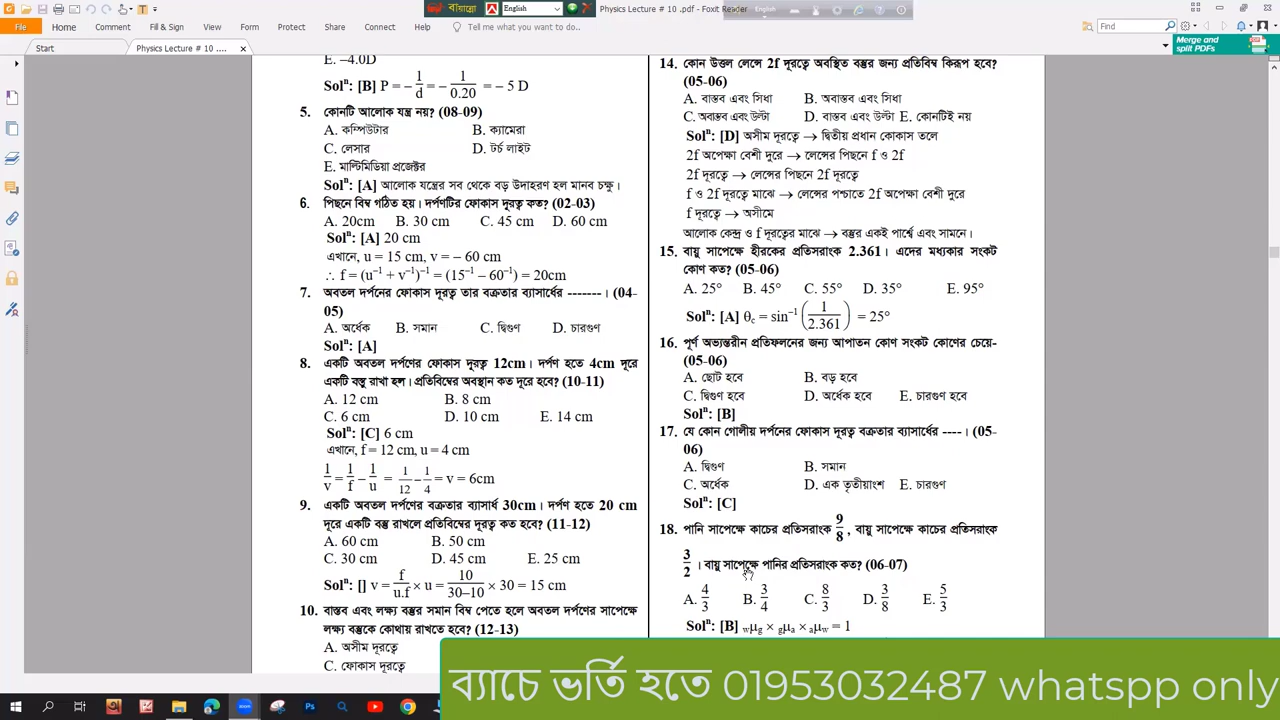 বায়ান্নো English Physics Lecture # 10 .pdf - Foxit Reader
File Home Comment Fill & Sign View Form Protect Share Connect Help Tell me what you want to do.. Find
Start Physics Lecture # 10 .... Merge and split PDFs
E. –4.0D
Solⁿ: [B] P = – 1/d = – 1/0.20 = – 5 D
5. কোনটি আলোক যন্ত্র নয়? (08-09)
A. কম্পিউটার B. ক্যামেরা
C. লেসার D. টর্চ লাইট
E. মাল্টিমিডিয়া প্রজেক্টর
Solⁿ: [A] আলোক যন্ত্রের সব থেকে বড় উদাহরণ হল মানব চক্ষু।
6. পিছনে বিম্ব গঠিত হয়। দর্পণটির ফোকাস দূরত্ব কত? (02-03)
A. 20cm B. 30 cm C. 45 cm D. 60 cm
Solⁿ: [A] 20 cm
এখানে, u = 15 cm, v = – 60 cm
∴ f = (u⁻¹ + v⁻¹)⁻¹ = (15⁻¹ – 60⁻¹) = 20cm
7. অবতল দর্পনের ফোকাস দূরত্ব তার বক্রতার ব্যাসার্ধের -------। (04-
05)
A. অর্ধেক B. সমান C. দ্বিগুণ D. চারগুণ
Solⁿ: [A]
8. একটি অবতল দর্পণের ফোকাস দূরত্ব 12cm। দর্পণ হতে 4cm দূরে
একটি বস্তু রাখা হল। প্রতিবিম্বের অবস্থান কত দূরে হবে? (10-11)
A. 12 cm B. 8 cm
C. 6 cm D. 10 cm E. 14 cm
Solⁿ: [C] 6 cm
এখানে, f = 12 cm, u = 4 cm
1/v = 1/f – 1/u = 1/12 – 1/4 = v = 6cm
9. একটি অবতল দর্পণের বক্রতার ব্যাসার্ধ 30cm। দর্পণ হতে 20 cm
দূরে একটি বস্তু রাখলে প্রতিবিম্বের দূরত্ব কত হবে? (11-12)
A. 60 cm B. 50 cm
C. 30 cm D. 45 cm E. 25 cm
Solⁿ: [] v = f/u.f × u = 10/30–10 × 30 = 15 cm
10. বাস্তব এবং লক্ষ্য বস্তুর সমান বিম্ব পেতে হলে অবতল দর্পণের সাপেক্ষে
লক্ষ্য বস্তুকে কোথায় রাখতে হবে? (12-13)
A. অসীম দূরত্বে
C. ফোকাস দূরত্বে
14. কোন উত্তল লেন্সে 2f দূরত্বে অবস্থিত বস্তুর জন্য প্রতিবিম্ব কিরূপ হবে?
(05-06)
A. বাস্তব এবং সিধা B. অবাস্তব এবং সিধা
C. অবাস্তব এবং উল্টা D. বাস্তব এবং উল্টা E. কোনটিই নয়
Solⁿ: [D] অসীম দূরত্বে → দ্বিতীয় প্রধান ফোকাস তলে
2f অপেক্ষা বেশী দুরে → লেন্সের পিছনে f ও 2f
2f দূরত্বে → লেন্সের পিছনে 2f দূরত্বে
f ও 2f দূরত্বে মাঝে → লেন্সের পশ্চাতে 2f অপেক্ষা বেশী দুরে
f দূরত্বে → অসীমে
আলোক কেন্দ্র ও f দূরত্বের মাঝে → বস্তুর একই পার্শ্বে এবং সামনে।
15. বায়ু সাপেক্ষে হীরকের প্রতিসরাংক 2.361। এদের মধ্যকার সংকট
কোণ কত? (05-06)
A. 25° B. 45° C. 55° D. 35° E. 95°
Solⁿ: [A] θc = sin⁻¹ (1/2.361) = 25°
16. পূর্ণ অভ্যন্তরীন প্রতিফলনের জন্য আপাতন কোণ সংকট কোণের চেয়ে-
(05-06)
A. ছোট হবে B. বড় হবে
C. দ্বিগুণ হবে D. অর্ধেক হবে E. চারগুণ হবে
Solⁿ: [B]
17. যে কোন গোলীয় দর্পনের ফোকাস দূরত্ব বক্রতার ব্যাসার্ধের ----। (05-
06)
A. দ্বিগুণ B. সমান
C. অর্ধেক D. এক তৃতীয়াংশ E. চারগুণ
Solⁿ: [C]
18. পানি সাপেক্ষে কাচের প্রতিসরাংক 9/8, বায়ু সাপেক্ষে কাচের প্রতিসরাংক
3/2। বায়ু সাপেক্ষে পানির প্রতিসরাংক কত? (06-07)
A. 4/3 B. 3/4 C. 8/3 D. 3/8 E. 5/3
Solⁿ: [B] wμg × gμa × aμw = 1
ব্যাচে ভর্তি হতে 01953032487 whatspp only